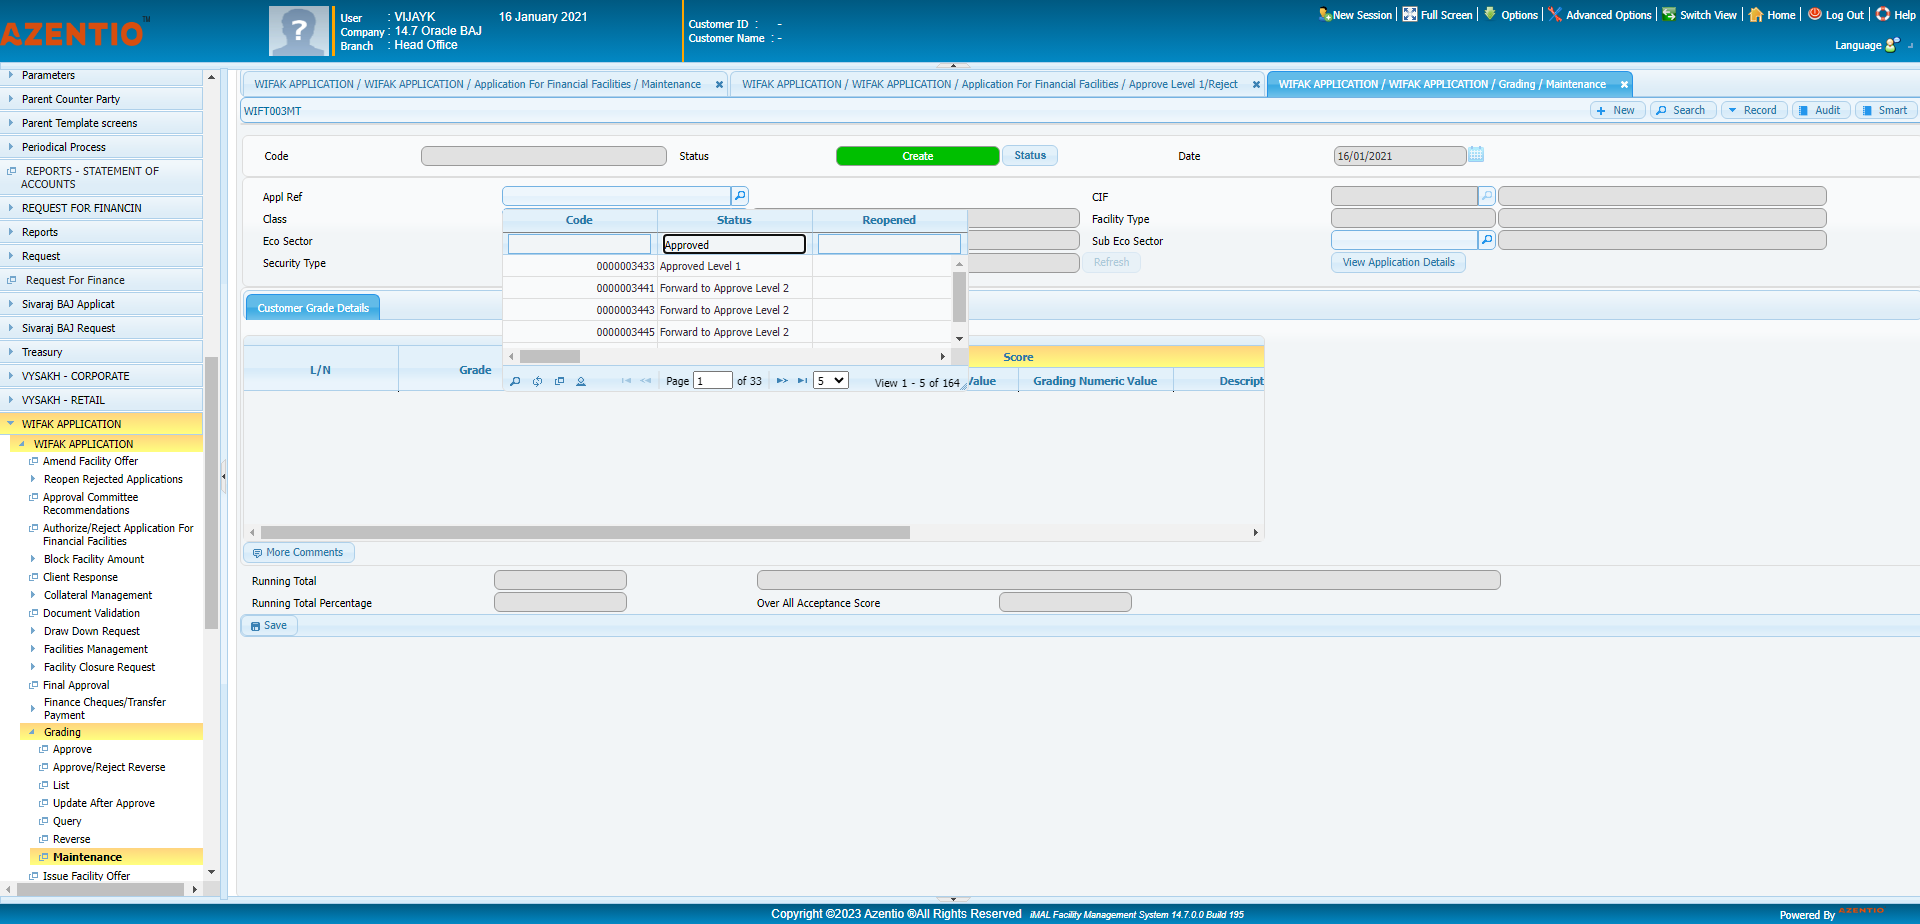 AZENTIO™
?
User : VIJAYK 16 January 2021
Company : 14.7 Oracle BAJ
Branch : Head Office
Customer ID : -
Customer Name : -
New Session Full Screen Options Advanced Options Switch View Home Log Out Help
Language
Parameters
Parent Counter Party
Parent Template screens
Periodical Process
REPORTS - STATEMENT OF
ACCOUNTS
REQUEST FOR FINANCIN
Reports
Request
Request For Finance
Sivaraj BAJ Applicat
Sivaraj BAJ Request
Treasury
VYSAKH - CORPORATE
VYSAKH - RETAIL
WIFAK APPLICATION
WIFAK APPLICATION
Amend Facility Offer
Reopen Rejected Applications
Approval Committee
Recommendations
Authorize/Reject Application For
Financial Facilities
Block Facility Amount
Client Response
Collateral Management
Document Validation
Draw Down Request
Facilities Management
Facility Closure Request
Final Approval
Finance Cheques/Transfer
Payment
Grading
Approve
Approve/Reject Reverse
List
Update After Approve
Query
Reverse
Maintenance
Issue Facility Offer
WIFAK APPLICATION / WIFAK APPLICATION / Application For Financial Facilities / Maintenance
WIFAK APPLICATION / WIFAK APPLICATION / Application For Financial Facilities / Approve Level 1/Reject
WIFAK APPLICATION / WIFAK APPLICATION / Grading / Maintenance
WIFT003MT
New Search Record Audit Smart
Code Status Create Status Date 16/01/2021
Appl Ref CIF
Class Facility Type
Eco Sector Sub Eco Sector
Security Type Refresh View Application Details
Code Status Reopened
Approved
0000003433 Approved Level 1
0000003441 Forward to Approve Level 2
0000003443 Forward to Approve Level 2
0000003445 Forward to Approve Level 2
Page 1 of 33 5 View 1 - 5 of 164
Customer Grade Details
L/N Grade Score
Value Grading Numeric Value Descript
More Comments
Running Total
Running Total Percentage Over All Acceptance Score
Save
Copyright ©2023 Azentio ®All Rights Reserved iMAL Facility Management System 14.7.0.0 Build 195
Powered By AZENTIO